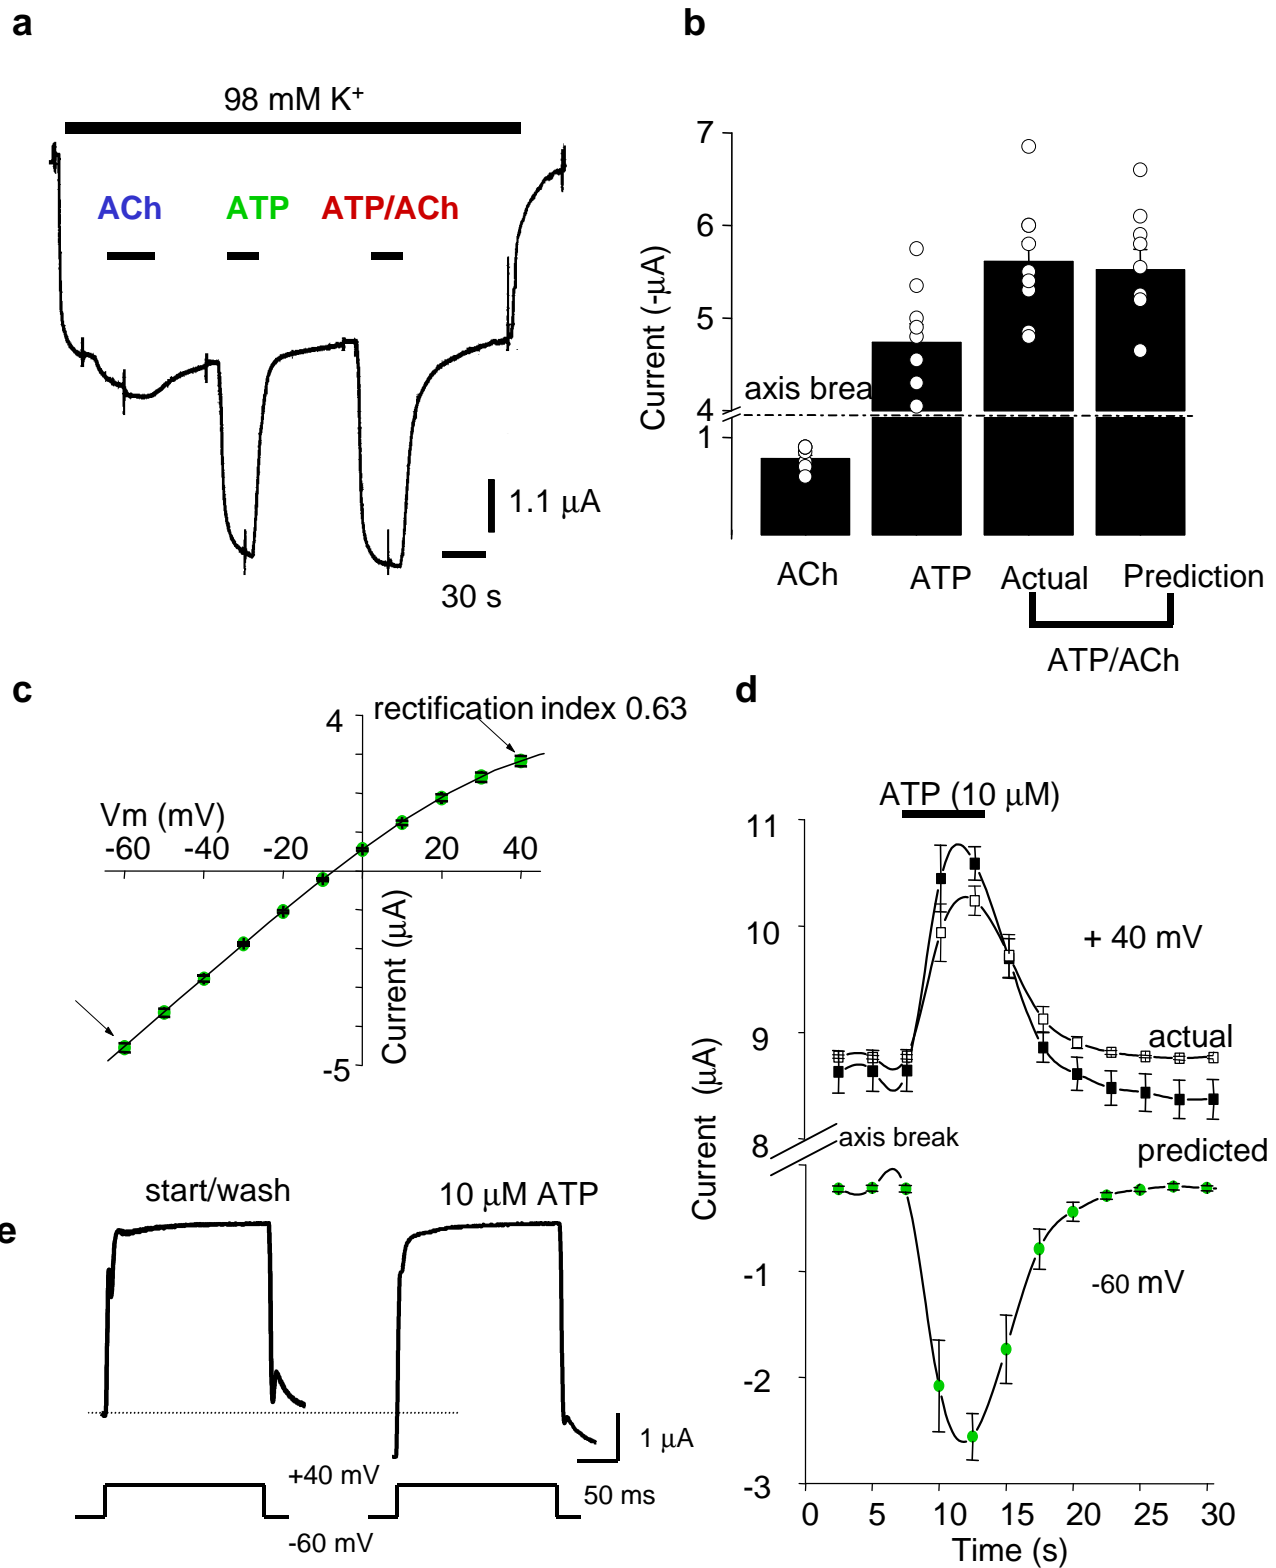 a
98 mM K⁺
ACh
ATP
ATP/ACh
1.1 μA
30 s
b
7
6
5
4
1
Current (-μA)
axis brea
ACh
ATP
Actual
Prediction
ATP/ACh
c
rectification index 0.63
4
Vm (mV)
-60
-40
-20
20
40
Current (μA)
-5
d
ATP (10 μM)
11
10
9
8
+ 40 mV
actual
axis break
predicted
Current (μA)
-1
-2
-3
-60 mV
0
5
10
15
20
25
30
Time (s)
e
start/wash
10 μM ATP
1 μA
50 ms
+40 mV
-60 mV